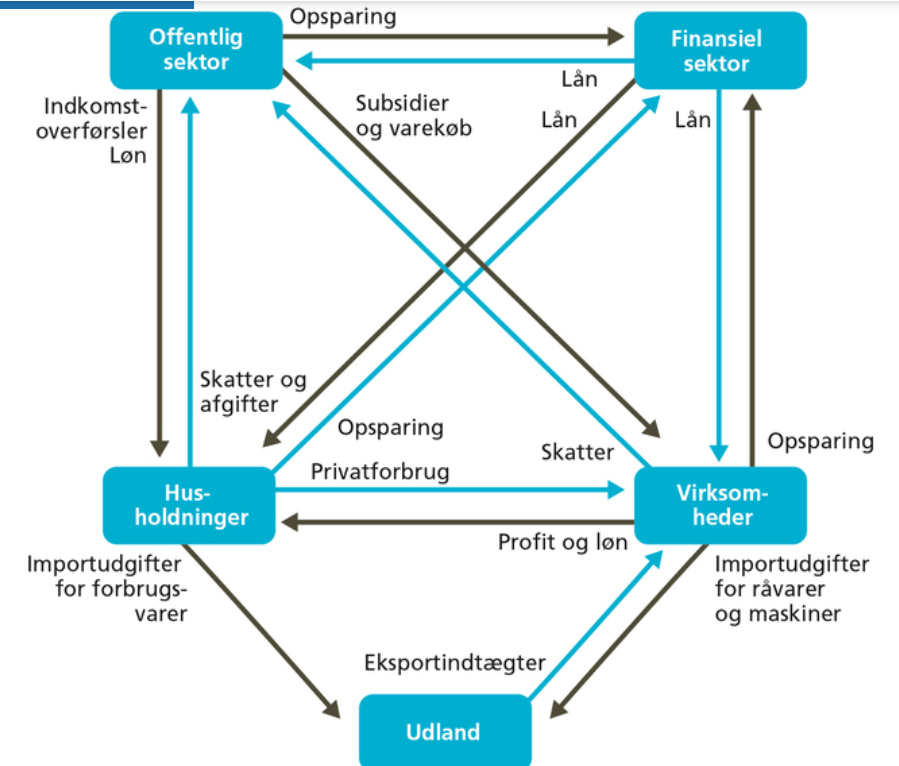 Opsparing
Offentlig
sektor
Finansiel
sektor
Lån
Indkomst-
overførsler
Løn
Subsidier
og varekøb
Lån
Lån
Skatter og
afgifter
Opsparing
Skatter
Opsparing
Privatforbrug
Hus-
holdninger
Virksom-
heder
Profit og løn
Importudgifter
for forbrugs-
varer
Importudgifter
for råvarer
og maskiner
Eksportindtægter
Udland